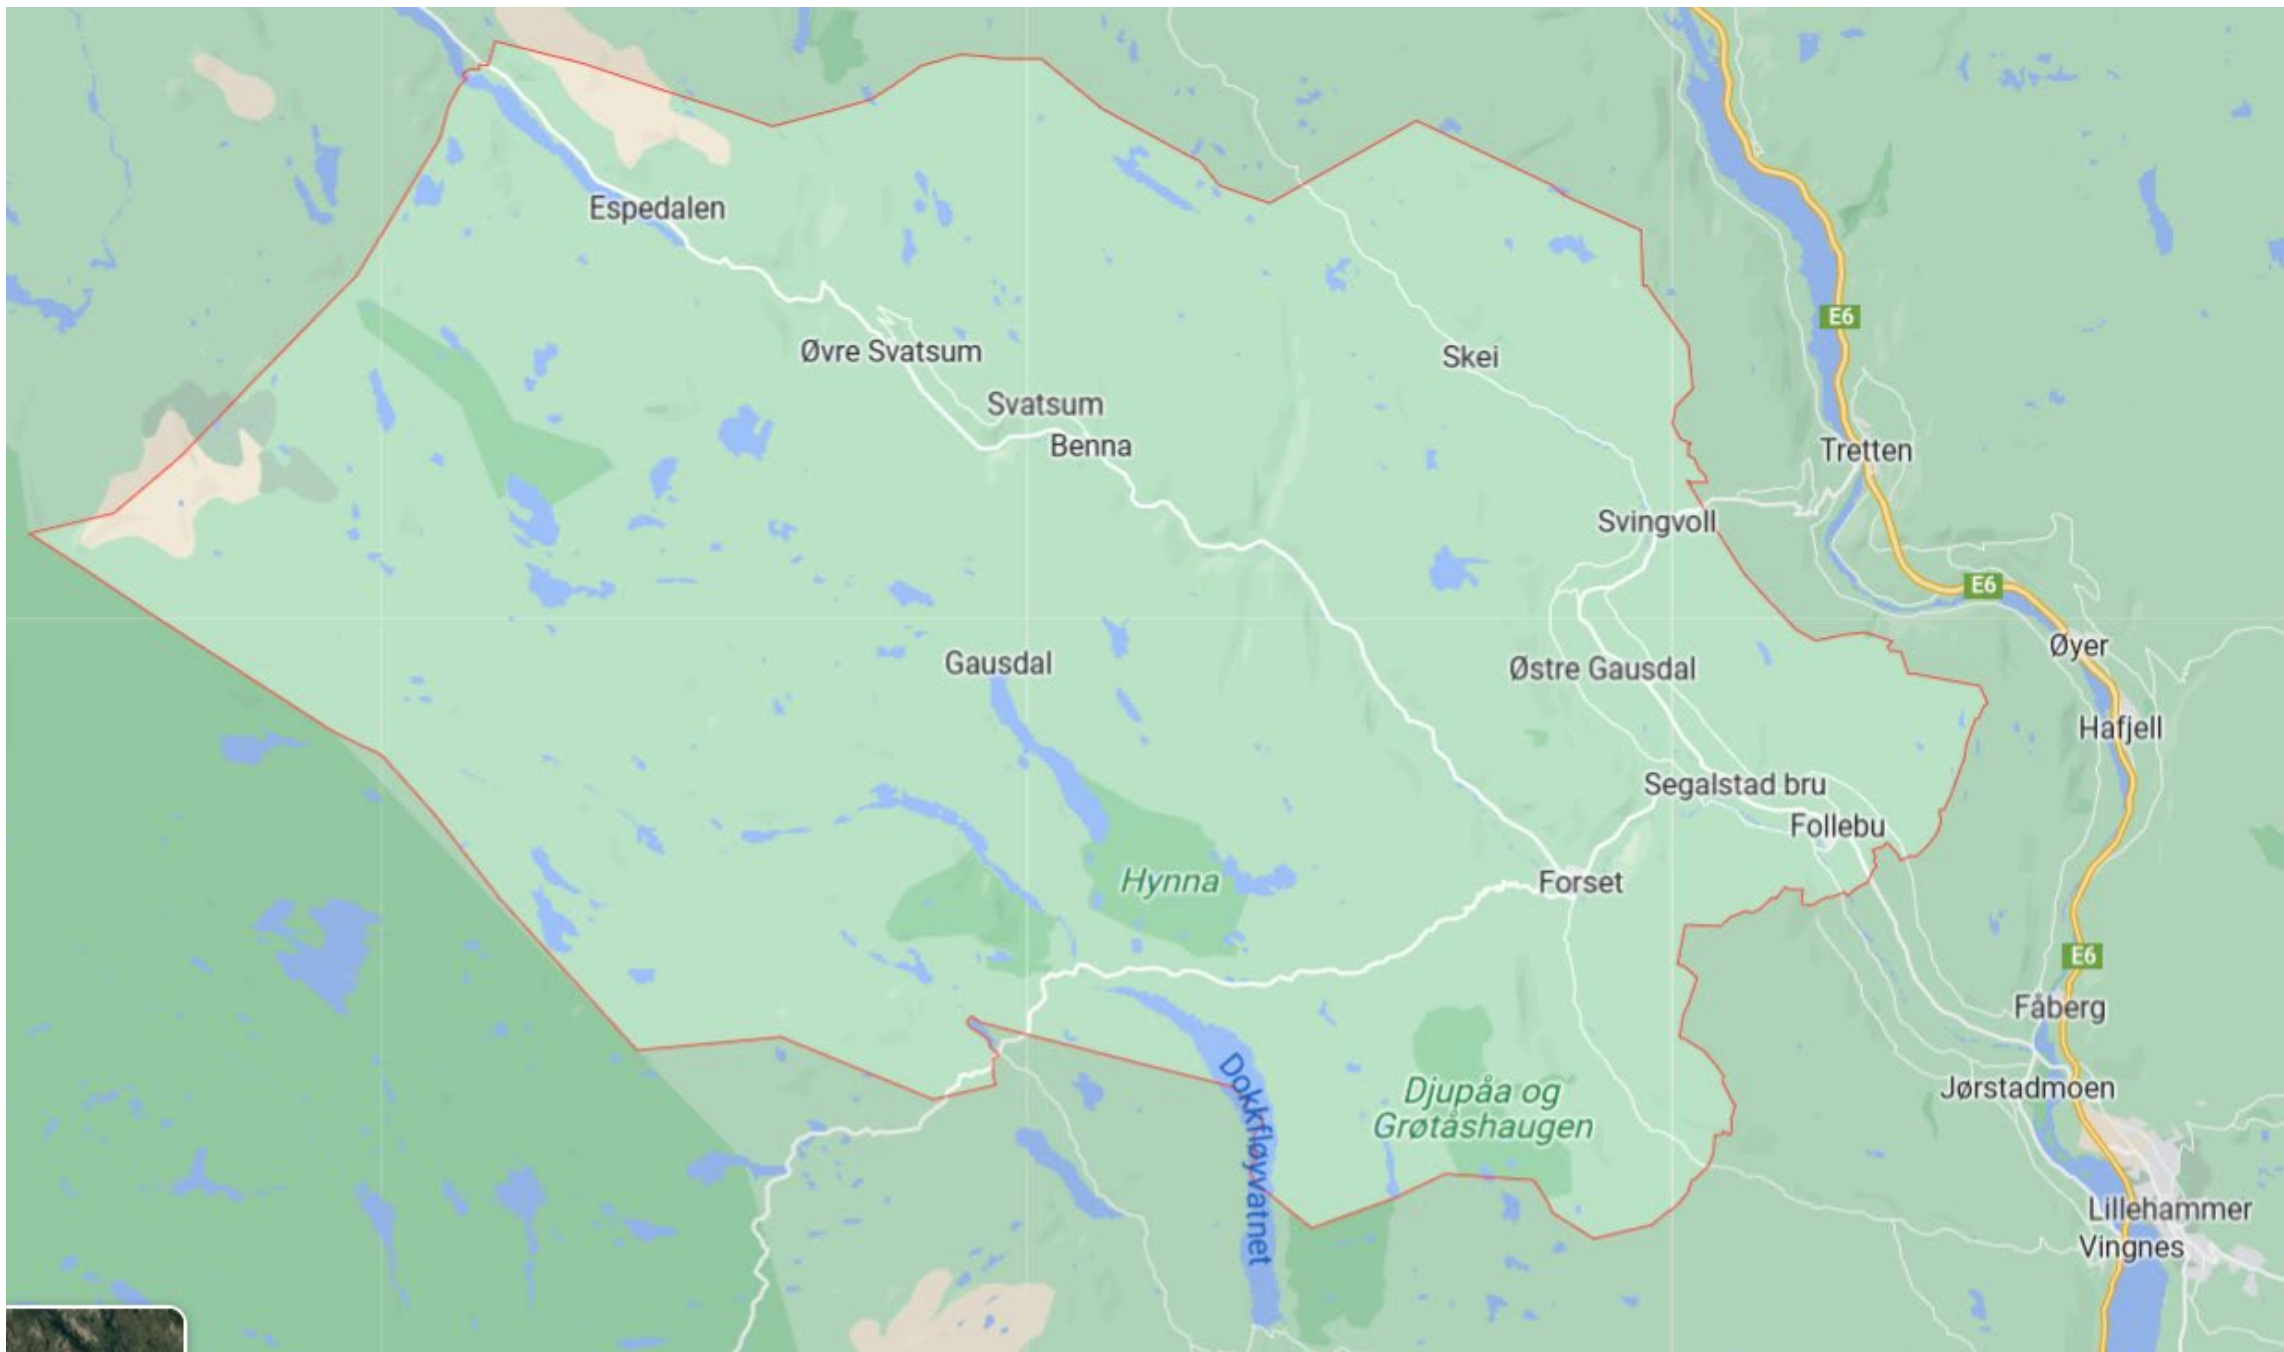 Espedalen
E6
Øvre Svatsum
Skei
Svatsum
Benna
Tretten
Svingvoll
E6
Øyer
Gausdal
Østre Gausdal
Hafjell
Segalstad bru
Follebu
Hynna
Forset
E6
Fåberg
Dokkfløyvatnet
Djupåa og
Grøtåshaugen
Jørstadmoen
Lillehammer
Vingnes